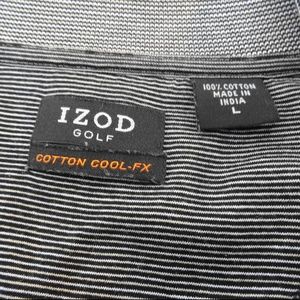 IZOD
GOLF
COTTON COOL-FX
100% COTTON
MADE IN
INDIA
L